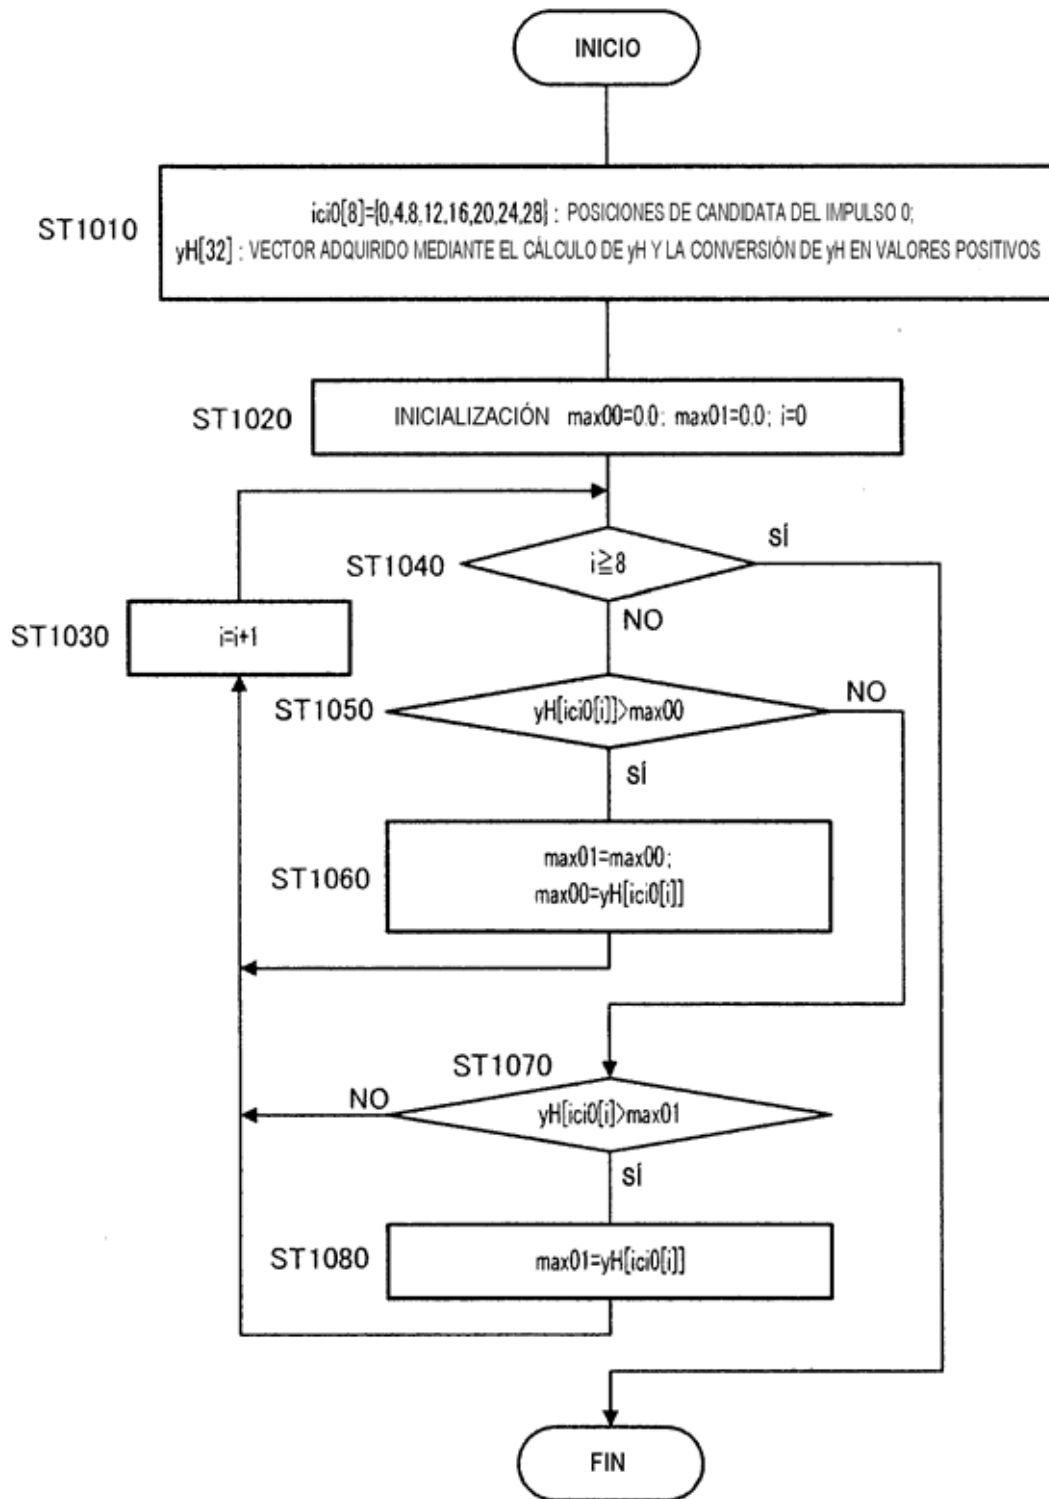 INICIO
ST1010
ici0[8]={0,4,8,12,16,20,24,28} : POSICIONES DE CANDIDATA DEL IMPULSO 0;
yH[32] : VECTOR ADQUIRIDO MEDIANTE EL CÁLCULO DE yH Y LA CONVERSIÓN DE yH EN VALORES POSITIVOS
ST1020
INICIALIZACIÓN max00=0.0; max01=0.0; i=0
ST1040
i≧8
SÍ
NO
ST1030
i=i+1
ST1050
yH[ici0[i]]>max00
NO
SÍ
ST1060
max01=max00;
max00=yH[ici0[i]]
ST1070
NO
yH[ici0[i]>max01
SÍ
ST1080
max01=yH[ici0[i]]
FIN